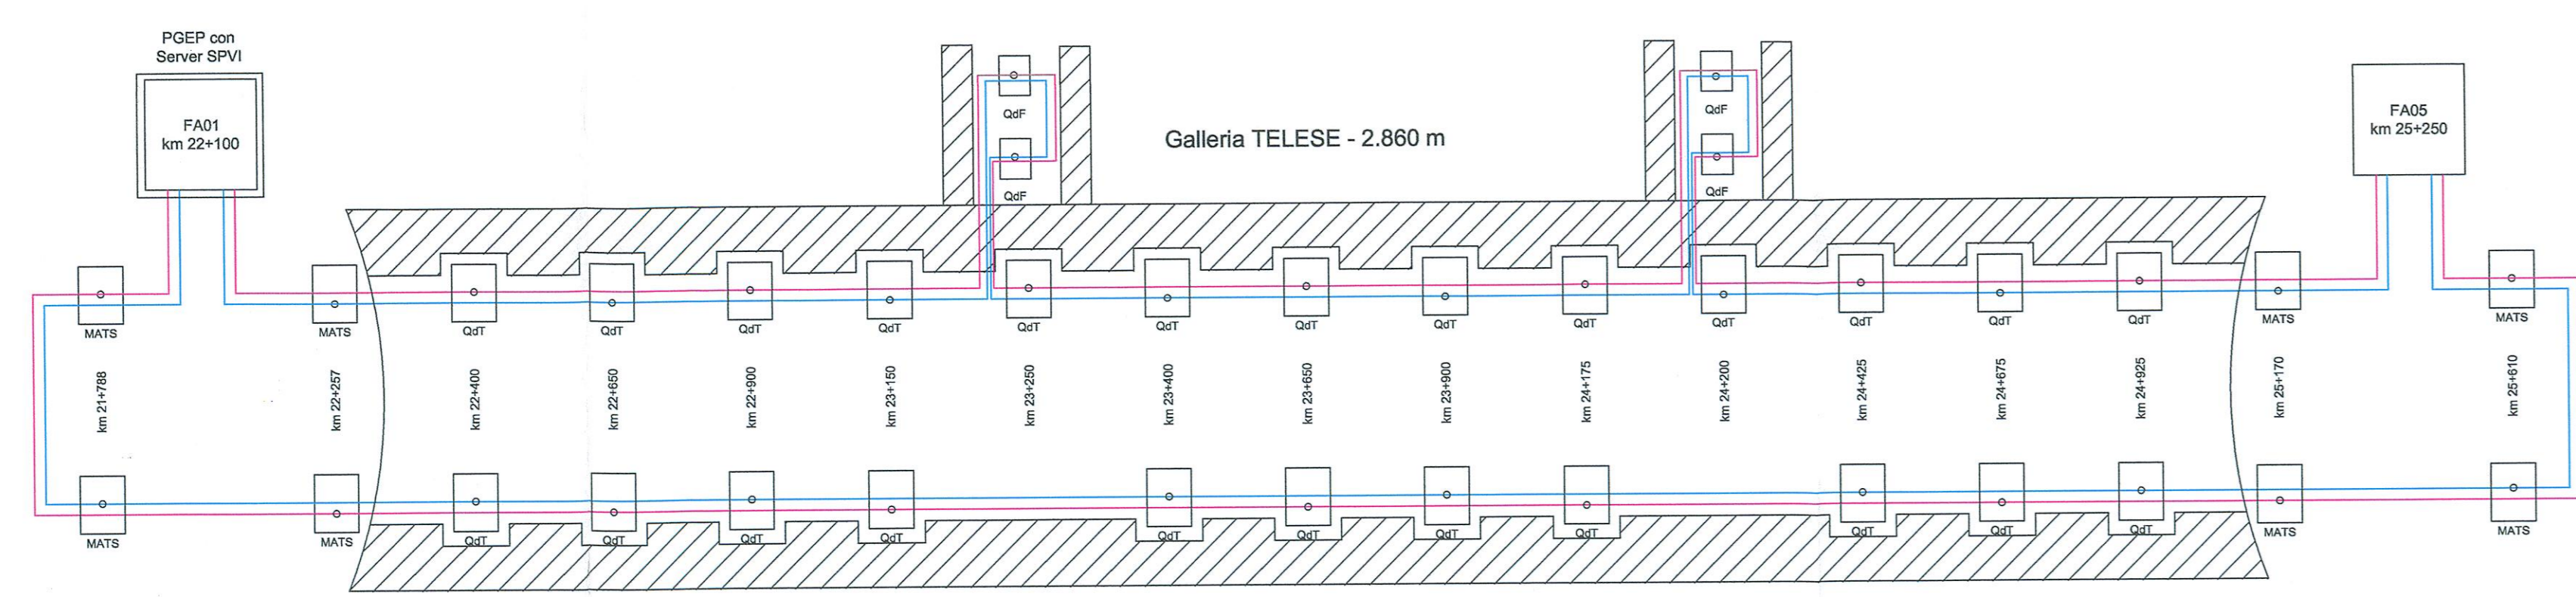 PGEP con
Server SPVI
FA01
km 22+100
QdF
QdF
Galleria TELESE - 2.860 m
QdF
QdF
FA05
km 25+250
MATS
MATS
QdT
QdT
QdT
QdT
QdT
QdT
QdT
QdT
QdT
QdT
QdT
QdT
QdT
MATS
MATS
km 21+788
km 22+257
km 22+400
km 22+650
km 22+900
km 23+150
km 23+250
km 23+400
km 23+650
km 23+900
km 24+175
km 24+200
km 24+425
km 24+675
km 24+925
km 25+170
km 25+610
MATS
MATS
QdT
QdT
QdT
QdT
QdT
QdT
QdT
QdT
QdT
QdT
QdT
MATS
MATS